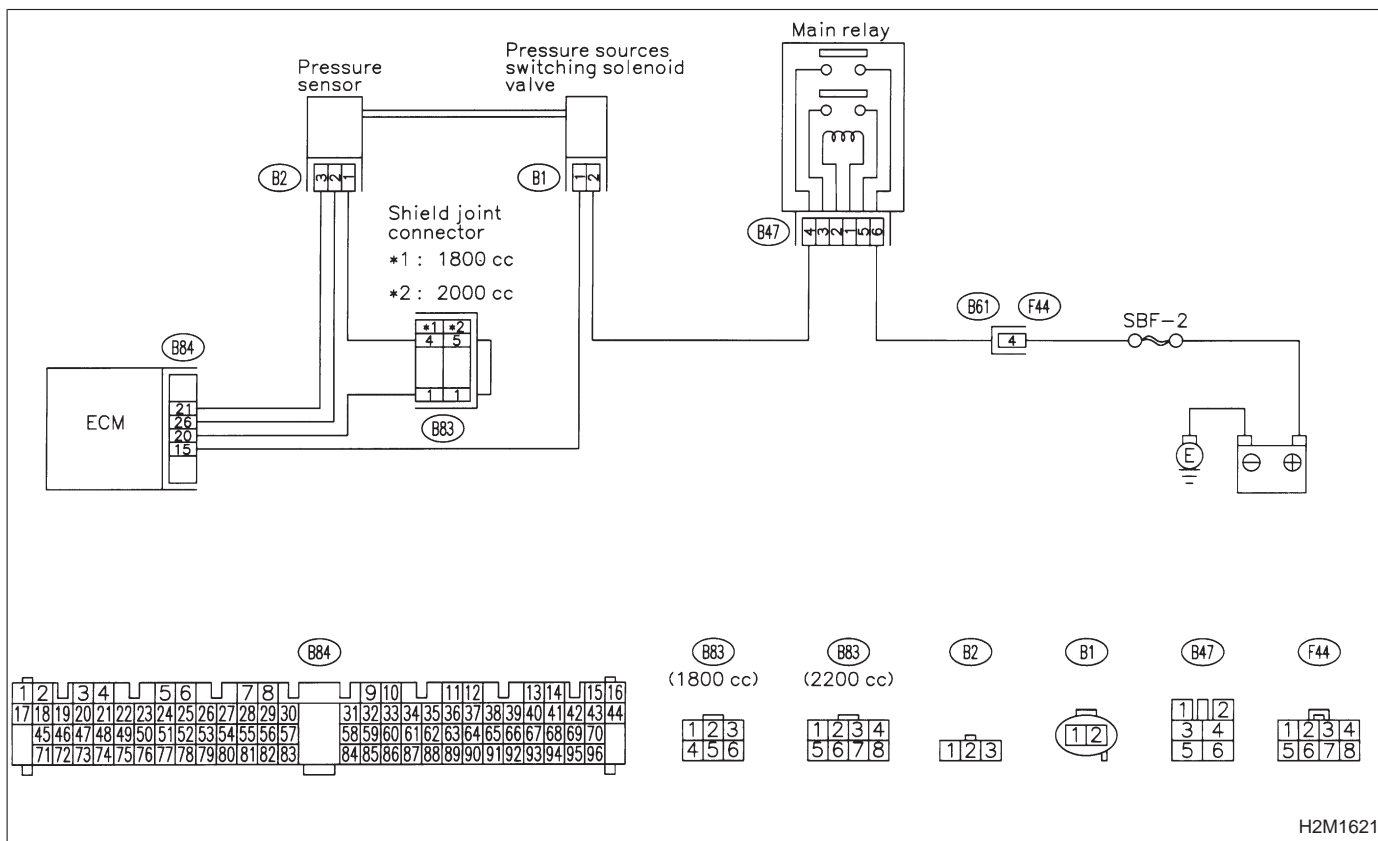 Main relay
Pressure sources
switching solenoid
valve
Pressure
sensor
B2
3 2 1
B1
1 2
Shield joint
connector
*1 : 1800 cc
*2 : 2000 cc
B47
4 3 2 1 5 6
B61
F44
SBF-2
4
*1 *2
4 5
1 1
B83
B84
ECM
21
26
20
15
E
⊖ ⊕
B84
B83
(1800 cc)
B83
(2200 cc)
B2
B1
B47
F44
1 2 3 4 5 6 7 8 9 10 11 12 13 14 15 16
17 18 19 20 21 22 23 24 25 26 27 28 29 30 31 32 33 34 35 36 37 38 39 40 41 42 43 44
45 46 47 48 49 50 51 52 53 54 55 56 57 58 59 60 61 62 63 64 65 66 67 68 69 70
71 72 73 74 75 76 77 78 79 80 81 82 83 84 85 86 87 88 89 90 91 92 93 94 95 96
1 2 3
4 5 6
1 2 3 4
5 6 7 8
1 2 3
1 2
1 2
3 4
5 6
1 2 3 4
5 6 7 8
H2M1621